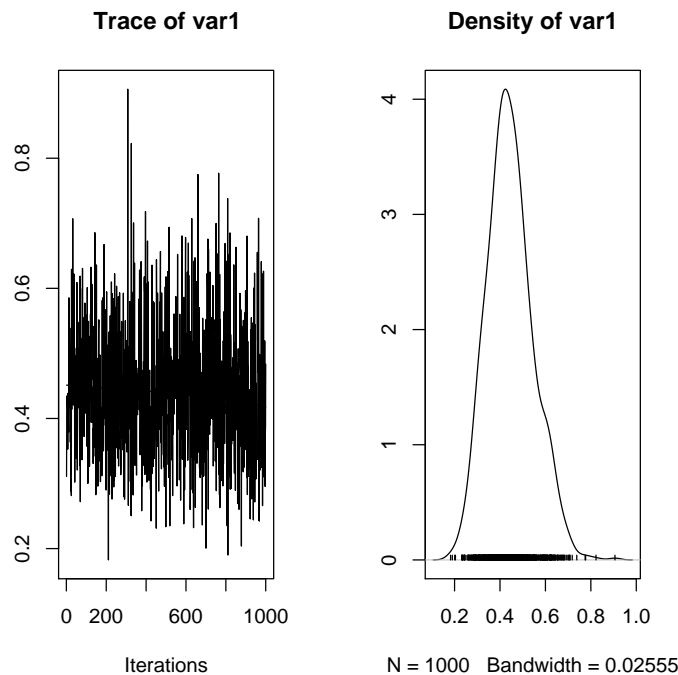 Trace of var1
0.2
0.4
0.6
0.8
0 200 600 1000
Iterations
Density of var1
0
1
2
3
4
0.2 0.4 0.6 0.8 1.0
N = 1000 Bandwidth = 0.02555